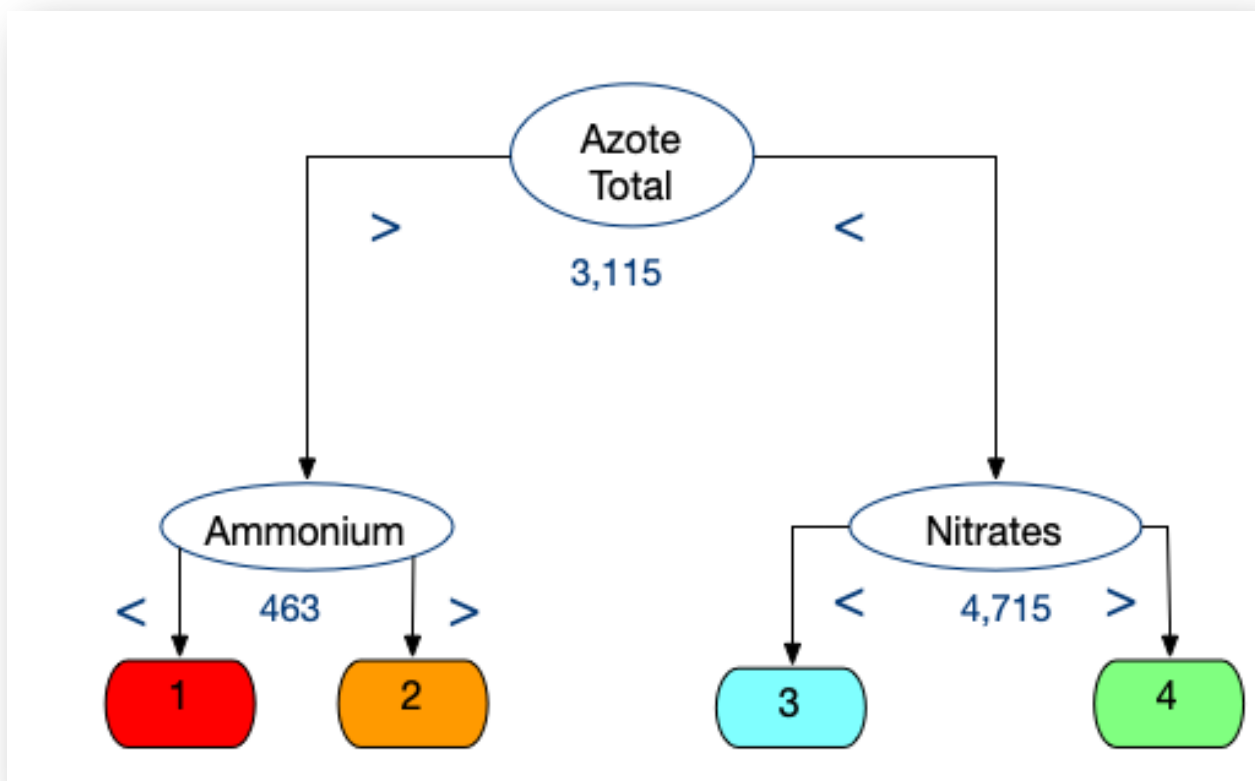 Azote
Total
> <
3,115
Ammonium
Nitrates
< 463 >
< 4,715 >
1
2
3
4